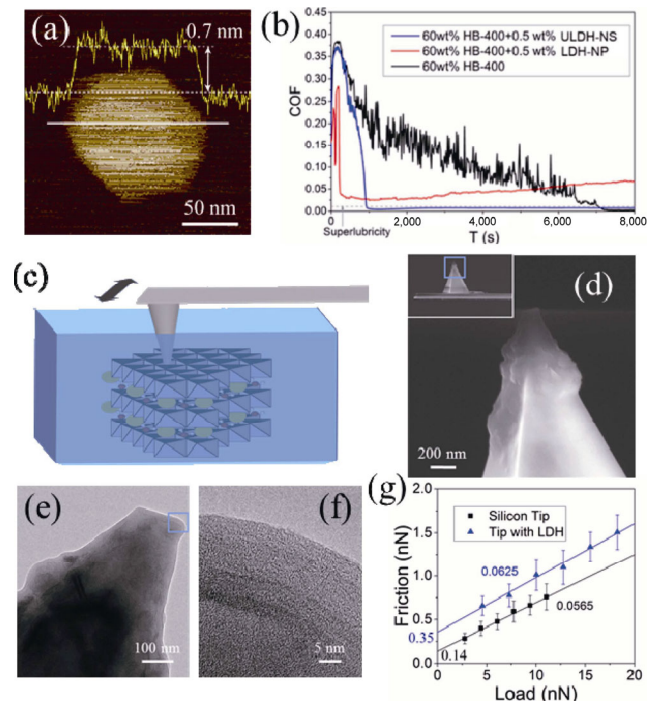 (a)
0.7 nm
50 nm
(b)
COF
0.40
0.35
0.30
0.25
0.20
0.15
0.10
0.05
0.00
60wt% HB-400+0.5 wt% ULDH-NS
60wt% HB-400+0.5 wt% LDH-NP
60wt% HB-400
0
2,000
4,000
6,000
8,000
Superlubricity
T (s)
(c)
(d)
200 nm
(e)
100 nm
(f)
5 nm
(g)
Friction (nN)
2.0
1.5
1.0
0.5
0.0
Silicon Tip
Tip with LDH
0.0625
0.0565
0.35
0.14
0
5
10
15
20
Load (nN)